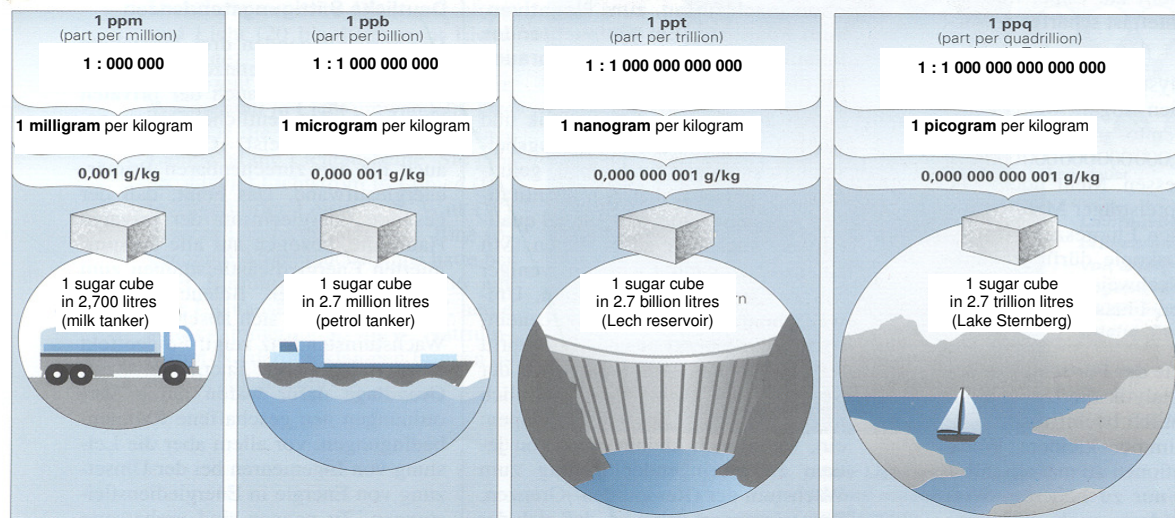 1 ppm
(part per million)
1 : 000 000
1 milligram per kilogram
0,001 g/kg
1 sugar cube
in 2,700 litres
(milk tanker)
1 ppb
(part per billion)
1 : 1 000 000 000
1 microgram per kilogram
0,000 001 g/kg
1 sugar cube
in 2.7 million litres
(petrol tanker)
1 ppt
(part per trillion)
1 : 1 000 000 000 000
1 nanogram per kilogram
0,000 000 001 g/kg
1 sugar cube
in 2.7 billion litres
(Lech reservoir)
1 ppq
(part per quadrillion)
1 : 1 000 000 000 000 000
1 picogram per kilogram
0,000 000 000 001 g/kg
1 sugar cube
in 2.7 trillion litres
(Lake Sternberg)